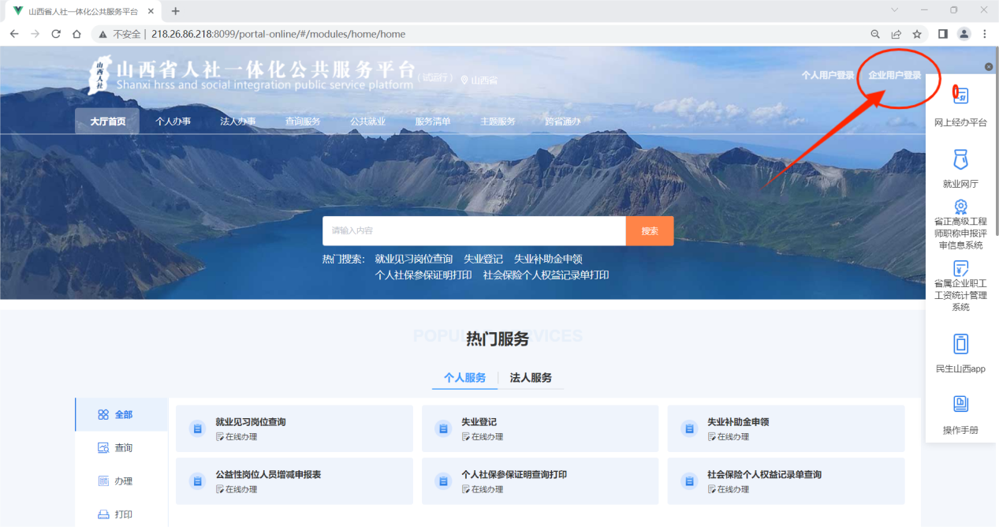 山西省人社一体化公共服务平台
不安全
218.26.86.218:8099/portal-online/#/modules/home/home
山西人社
山西省人社一体化公共服务平台
(试运行)
山西省
Shanxi hrss and social integration public service platform
个人用户登录
企业用户登录
大厅首页
个人办事
法人办事
查询服务
公共就业
服务清单
主题服务
跨省通办
请输入内容
搜索
热门搜索:
就业见习岗位查询
失业登记
失业补助金申领
个人社保参保证明打印
社会保险个人权益记录单打印
网上经办平台
就业网厅
省正高级工程
师职称申报评
审信息系统
省属企业职工
工资统计管理
系统
民生山西app
操作手册
热门服务
个人服务
法人服务
全部
查询
办理
打印
就业见习岗位查询
在线办理
失业登记
在线办理
失业补助金申领
在线办理
公益性岗位人员增减申报表
在线办理
个人社保参保证明查询打印
在线办理
社会保险个人权益记录单查询
在线办理